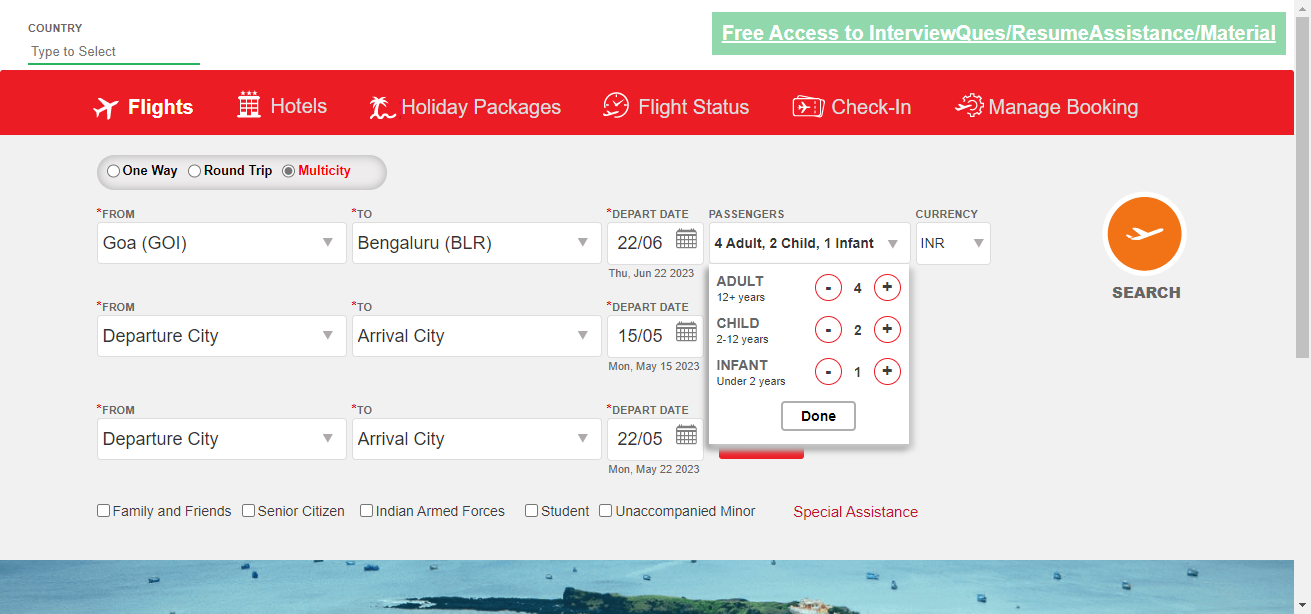 COUNTRY
Type to Select
Free Access to InterviewQues/ResumeAssistance/Material
Flights
Hotels
Holiday Packages
Flight Status
Check-In
Manage Booking
One Way
Round Trip
Multicity
*FROM
*TO
*DEPART DATE
PASSENGERS
CURRENCY
Goa (GOI)
Bengaluru (BLR)
22/06
4 Adult, 2 Child, 1 Infant
INR
Thu, Jun 22 2023
ADULT
12+ years
- 4 +
SEARCH
*FROM
*TO
*DEPART DATE
Departure City
Arrival City
15/05
Mon, May 15 2023
CHILD
2-12 years
- 2 +
INFANT
Under 2 years
- 1 +
Done
*FROM
*TO
*DEPART DATE
Departure City
Arrival City
22/05
Mon, May 22 2023
Family and Friends
Senior Citizen
Indian Armed Forces
Student
Unaccompanied Minor
Special Assistance